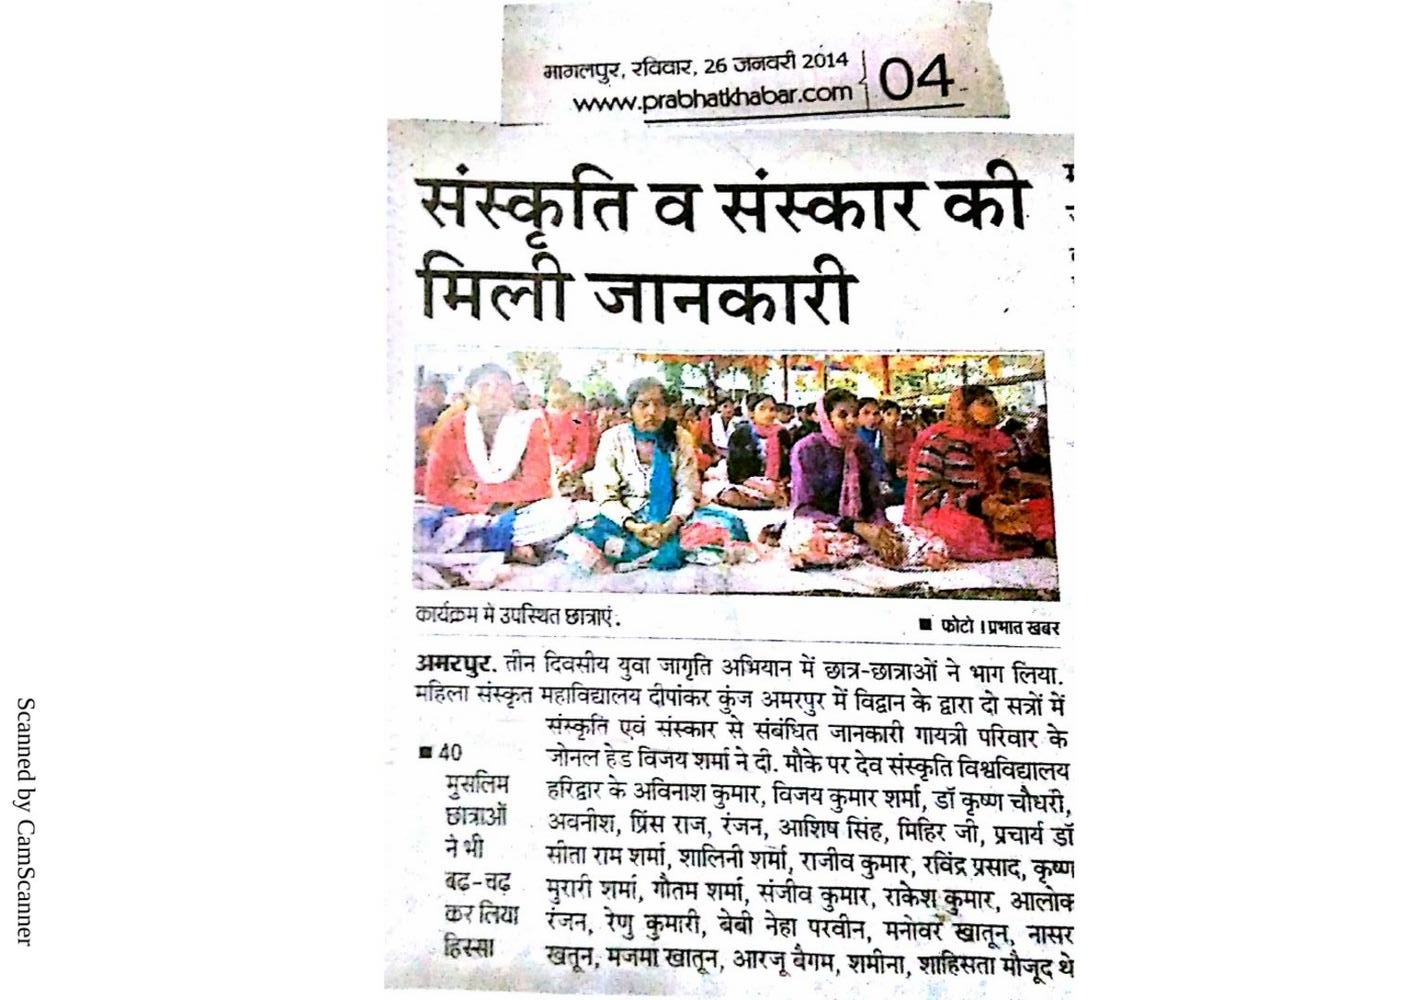 भागलपुर, रविवार, 26 जनवरी 2014
www.prabhatkhabar.com
04
संस्कृति व संस्कार की
मिली जानकारी
कार्यक्रम में उपस्थित छात्राएं.
■ फोटो । प्रभात खबर
अमरपुर. तीन दिवसीय युवा जागृति अभियान में छात्र-छात्राओं ने भाग लिया.
महिला संस्कृत महाविद्यालय दीपांकर कुंज अमरपुर में विद्वान के द्वारा दो सत्रों में
संस्कृति एवं संस्कार से संबंधित जानकारी गायत्री परिवार के
जोनल हेड विजय शर्मा ने दी. मौके पर देव संस्कृति विश्वविद्यालय
हरिद्वार के अविनाश कुमार, विजय कुमार शर्मा, डॉ कृष्ण चौधरी,
अवनीश, प्रिंस राज, रंजन, आशिष सिंह, मिहिर जी, प्रचार्य डॉ
सीता राम शर्मा, शालिनी शर्मा, राजीव कुमार, रविंद्र प्रसाद, कृष्ण
मुरारी शर्मा, गौतम शर्मा, संजीव कुमार, राकेश कुमार, आलोक
रंजन, रेणु कुमारी, बेबी नेहा परवीन, मनोवर खातून, नासर
खतून, मजमा खातून, आरजू बैगम, शमीना, शाहिसता मौजूद थे
■ 40
मुसलिम
छात्राओं
ने भी
बढ़-चढ़
कर लिया
हिस्सा
Scanned by CamScanner